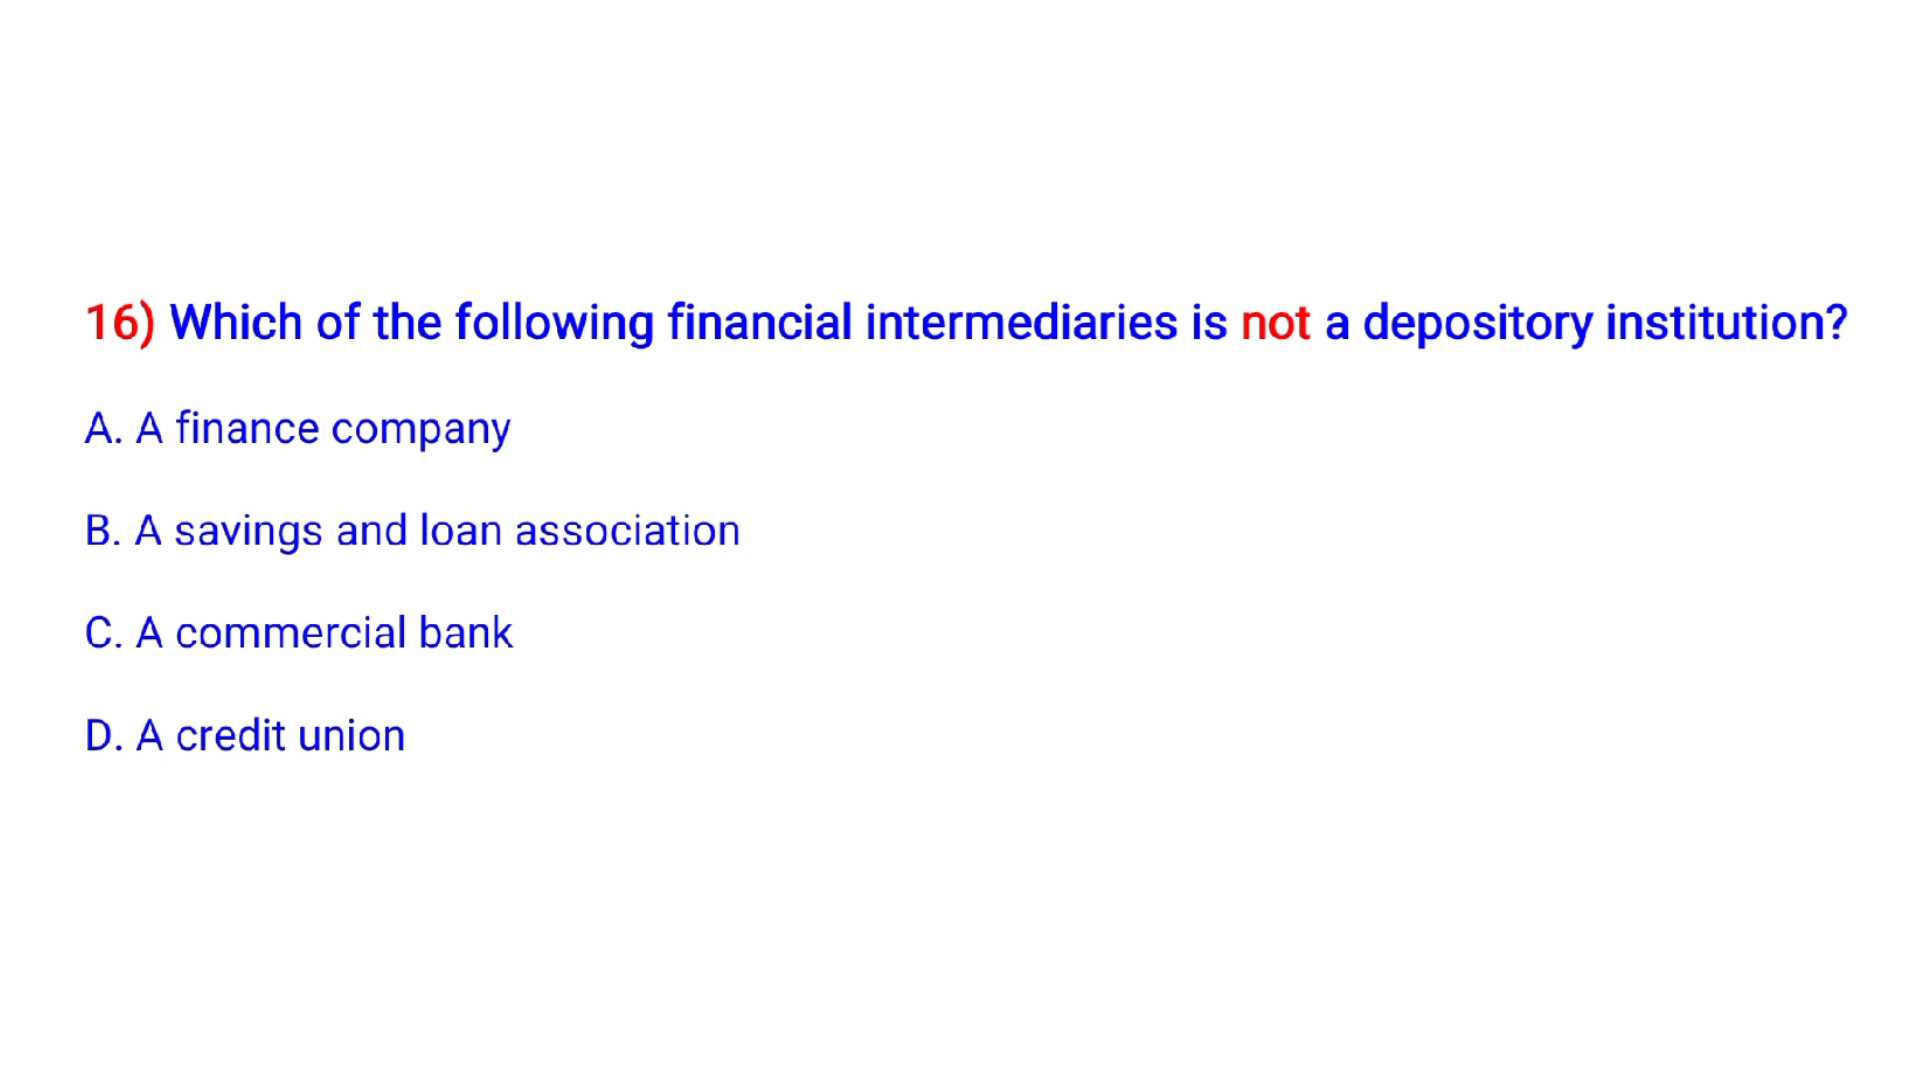 16) Which of the following financial intermediaries is not a depository institution?
A. A finance company
B. A savings and loan association
C. A commercial bank
D. A credit union